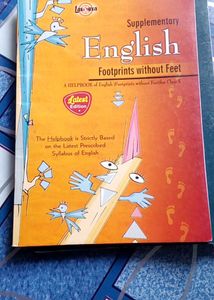 Supplementary
English
Footprints without Feet
A HELPBOOK of English (Footprints without Feet) for Class X
Latest
Edition
The Helpbook is Strictly Based
on the Latest Prescribed
Syllabus of English